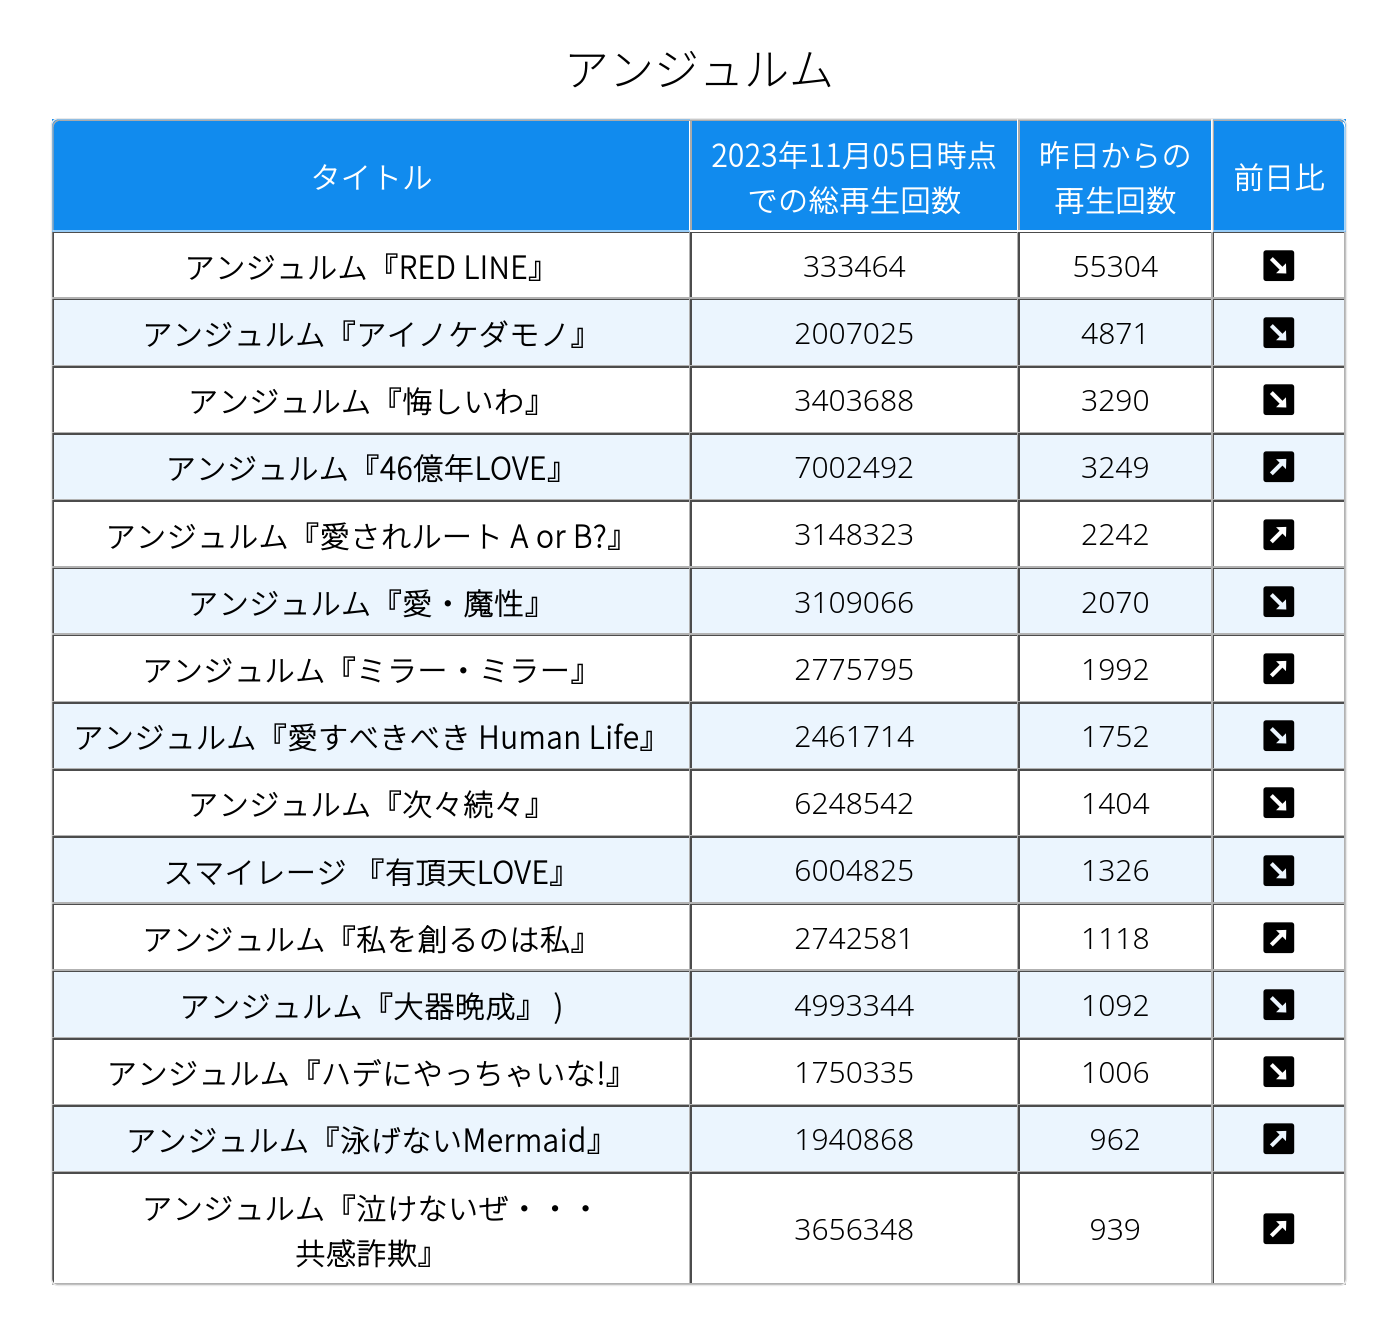 アンジュルム
タイトル
2023年11月05日時点
での総再生回数
昨日からの
再生回数
前日比
アンジュルム『RED LINE』 333464 55304 ↘
アンジュルム『アイノケダモノ』 2007025 4871 ↘
アンジュルム『悔しいわ』 3403688 3290 ↘
アンジュルム『46億年LOVE』 7002492 3249 ↗
アンジュルム『愛されルート A or B?』 3148323 2242 ↗
アンジュルム『愛・魔性』 3109066 2070 ↘
アンジュルム『ミラー・ミラー』 2775795 1992 ↗
アンジュルム『愛すべきべき Human Life』 2461714 1752 ↘
アンジュルム『次々続々』 6248542 1404 ↘
スマイレージ 『有頂天LOVE』 6004825 1326 ↘
アンジュルム『私を創るのは私』 2742581 1118 ↗
アンジュルム『大器晩成』 ) 4993344 1092 ↘
アンジュルム『ハデにやっちゃいな!』 1750335 1006 ↘
アンジュルム『泳げないMermaid』 1940868 962 ↗
アンジュルム『泣けないぜ・・・
共感詐欺』 3656348 939 ↗